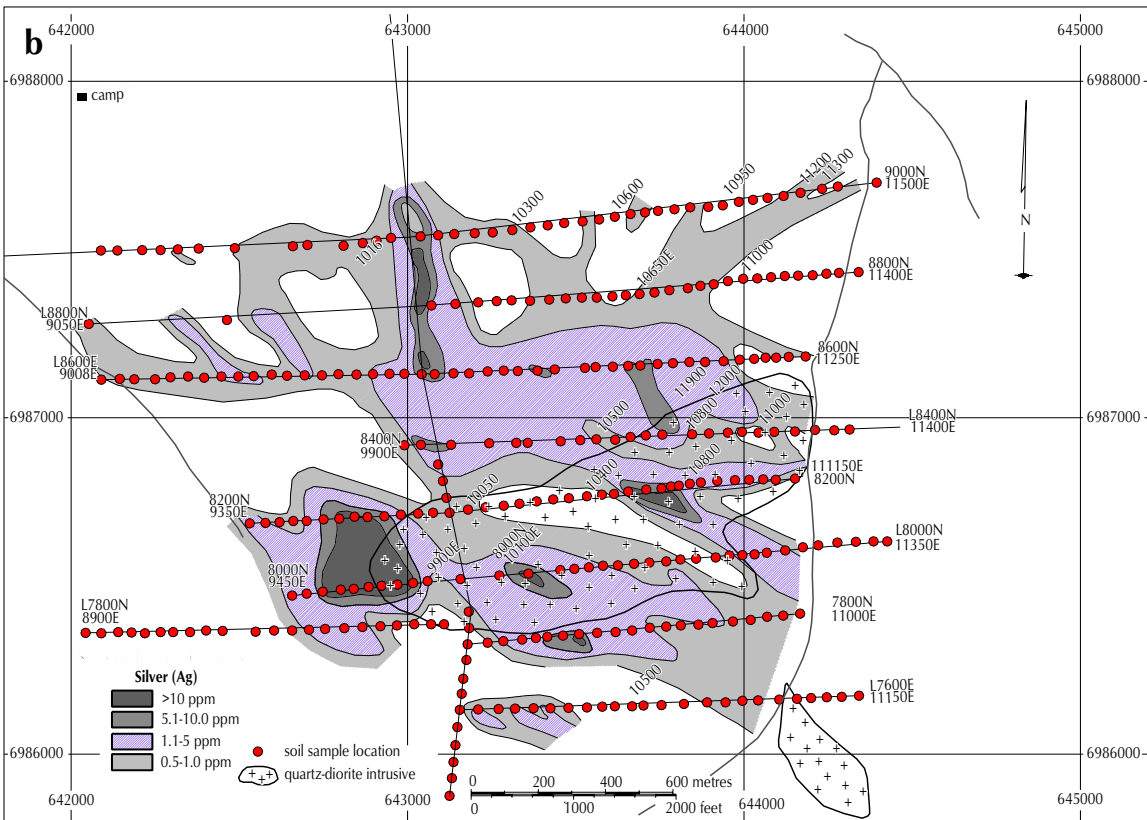 b
642000
643000
644000
645000
6988000
6988000
camp
11200
11300
9000N
11500E
10950
10600
10300
1016
N
8800N
11400E
11000
10650E
L8800N
9050E
8600N
11250E
L8600E
9008E
11900
12000
6987000
6987000
10500
10800
11000
L8400N
11400E
8400N
9900E
111150E
8200N
10800
10400
10050
8200N
9350E
L8000N
11350E
8000N
10100E
9900E
8000N
9450E
L7800N
8900E
7800N
11000E
10500
L7600E
11150E
Silver (Ag)
>10 ppm
5.1-10.0 ppm
1.1-5 ppm
0.5-1.0 ppm
soil sample location
quartz-diorite intrusive
6986000
6986000
0 200 400 600 metres
0 1000 2000 feet
642000
643000
644000
645000